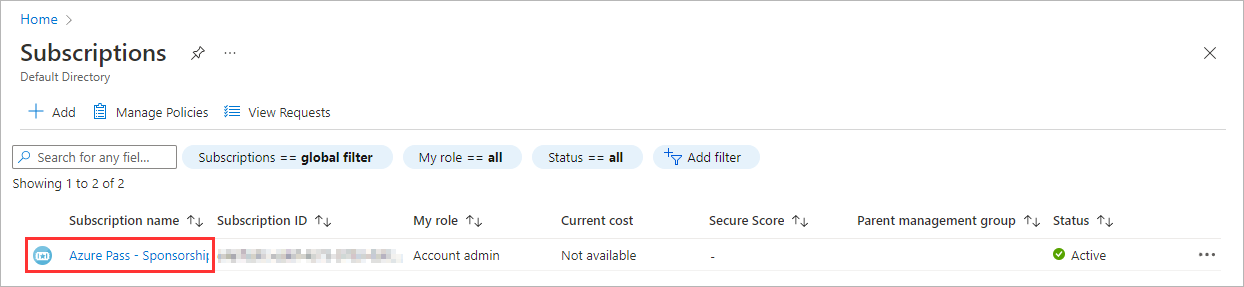 Home
Subscriptions
Default Directory
Add Manage Policies View Requests
Search for any fiel... Subscriptions == global filter My role == all Status == all Add filter
Showing 1 to 2 of 2
Subscription name Subscription ID My role Current cost Secure Score Parent management group Status
Azure Pass - Sponsorship Account admin Not available - Active